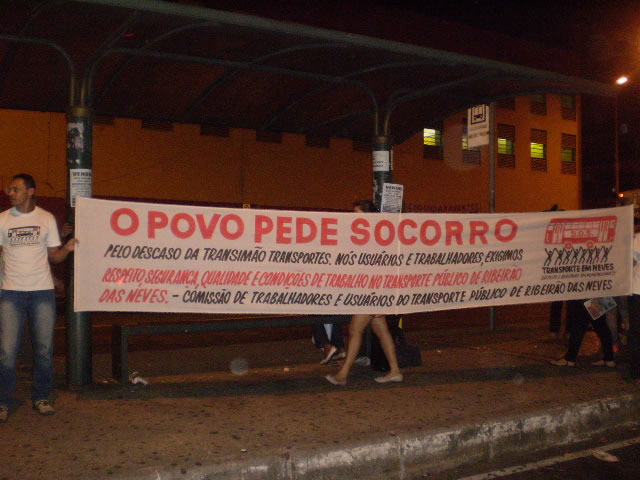 O POVO PEDE SOCORRO
PELO DESCASO DA TRANSIMÃO TRANSPORTES, NÓS USUÁRIOS E TRABALHADORES EXIGIMOS
RESPEITO, SEGURANÇA, QUALIDADE E CONDIÇÕES DE TRABALHO NO TRANSPORTE PÚBLICO DE RIBEIRÃO
DAS NEVES. - COMISSÃO DE TRABALHADORES E USUÁRIOS DO TRANSPORTE PÚBLICO DE RIBEIRÃO DAS NEVES.
S.O.S
TRANSPORTE EM NEVES